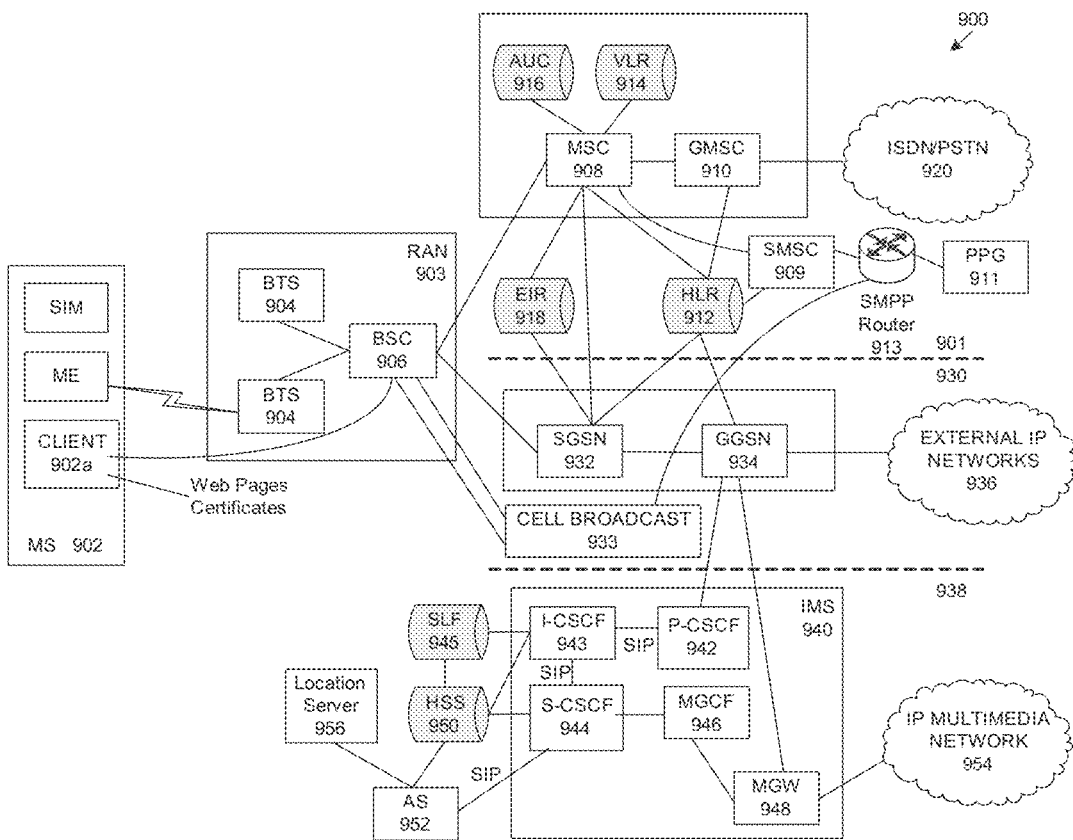 900
AUC
916
VLR
914
MSC
908
GMSC
910
ISDN/PSTN
920
RAN
903
BTS
904
BSC
906
BTS
904
SIM
ME
CLIENT
902a
MS 902
Web Pages
Certificates
EIR
918
HLR
912
SMSC
909
SMPP
Router
913
PPG
911
901
930
SGSN
932
GGSN
934
EXTERNAL IP
NETWORKS
936
CELL BROADCAST
933
938
IMS
940
SLF
945
I-CSCF
943
SIP
P-CSCF
942
SIP
Location
Server
956
HSS
950
S-CSCF
944
MGCF
946
IP MULTIMEDIA
NETWORK
954
SIP
AS
952
MGW
948